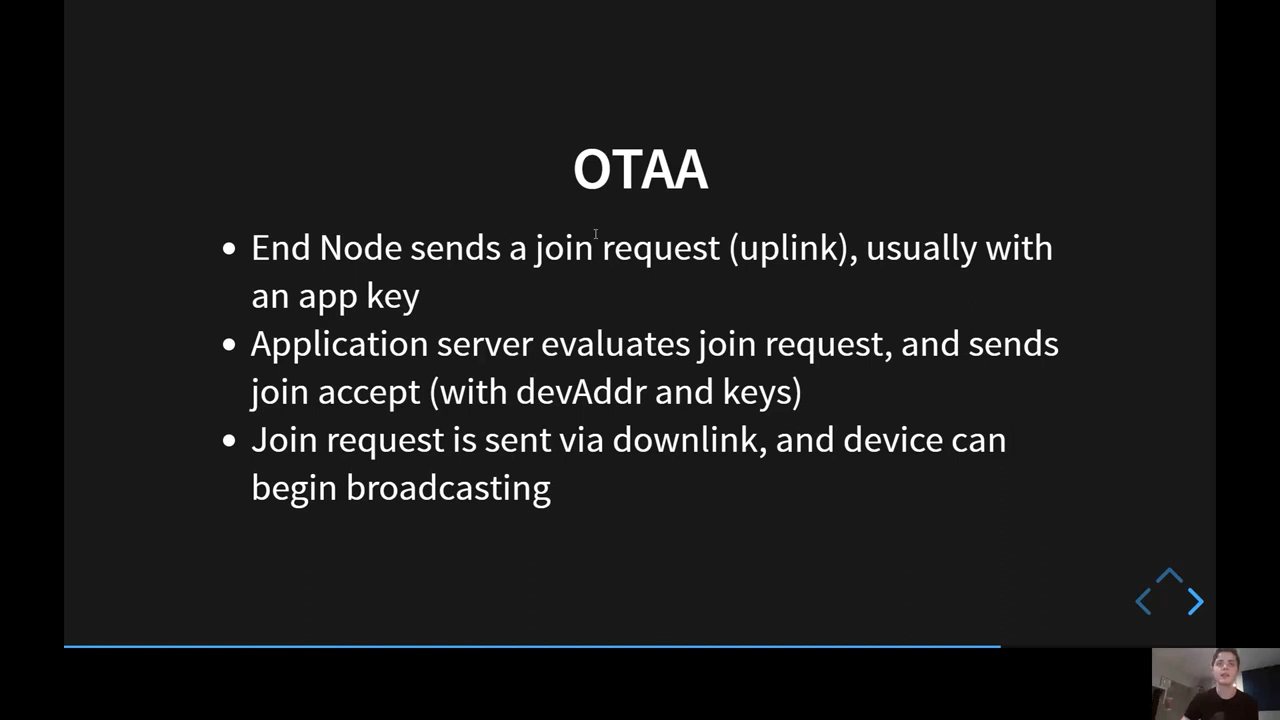 OTAA
• End Node sends a join request (uplink), usually with
an app key
• Application server evaluates join request, and sends
join accept (with devAddr and keys)
• Join request is sent via downlink, and device can
begin broadcasting